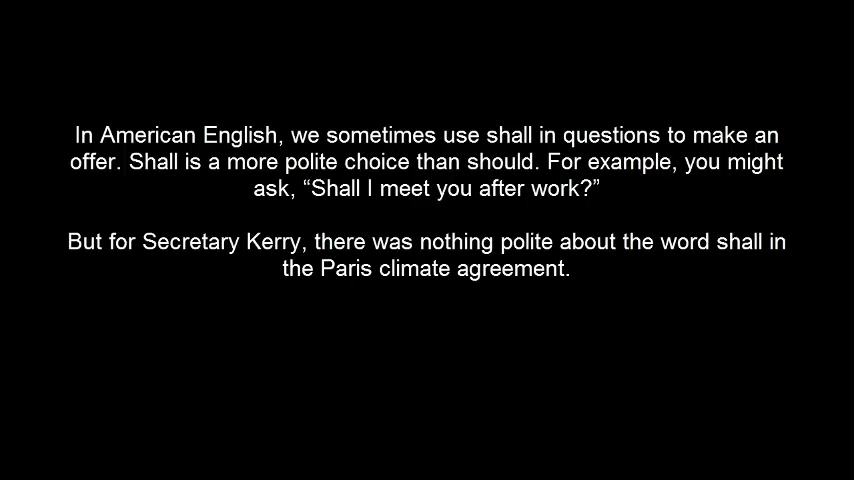 In American English, we sometimes use shall in questions to make an
offer. Shall is a more polite choice than should. For example, you might
ask, “Shall I meet you after work?”
But for Secretary Kerry, there was nothing polite about the word shall in
the Paris climate agreement.